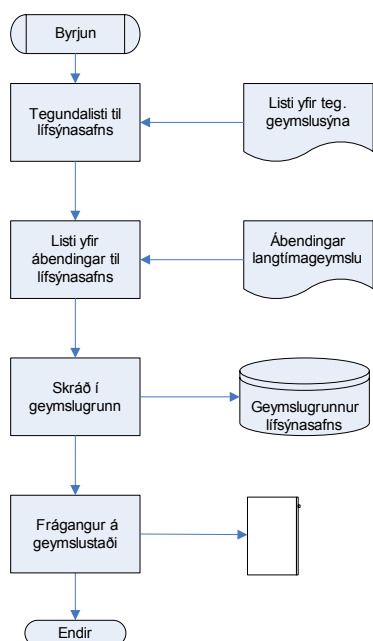 Byrjun
Tegundalisti til
lífsýnasafns
Listi yfir teg.
geymslusýna
Listi yfir
ábendingar til
lífsýnasafns
Ábendingar
langtímageymslu
Skráð í
geymslugrunn
Geymslugrunnur
lífsýnasafns
Frágangur á
geymslustaði
Endir